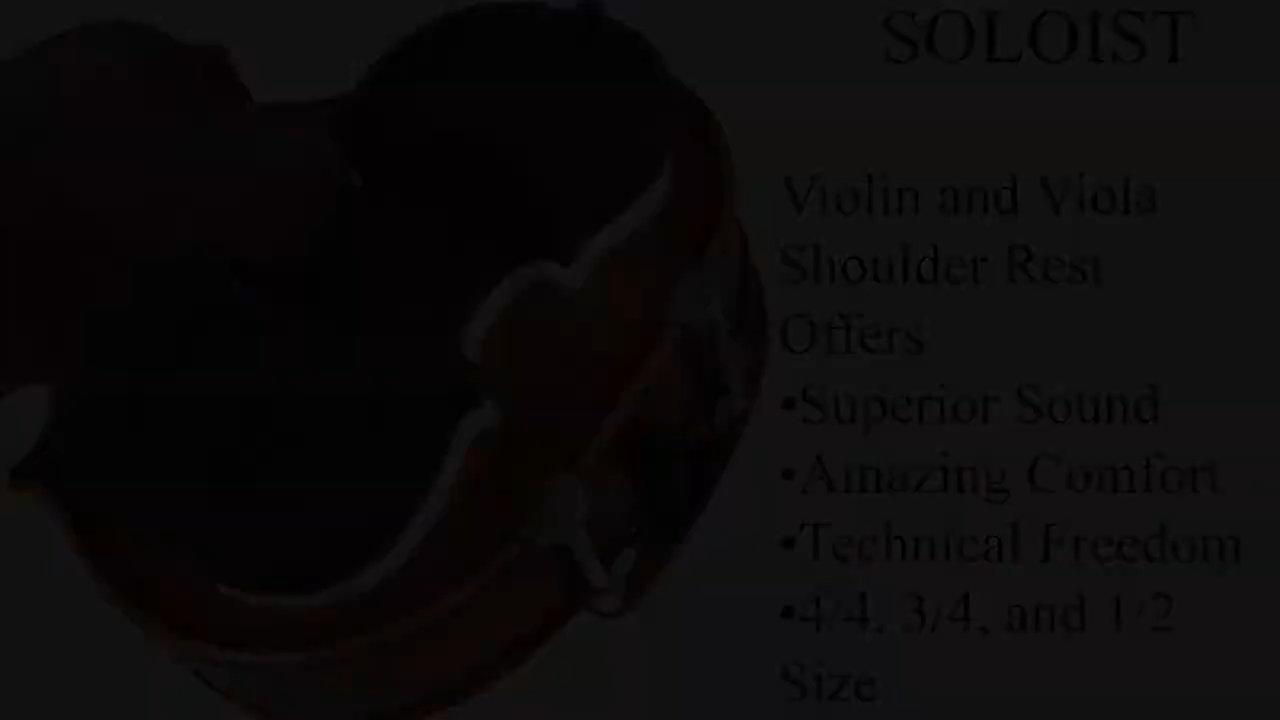 SOLOIST
Violin and Viola
Shoulder Rest
Offers
•Superior Sound
•Amazing Comfort
•Technical Freedom
•4/4, 3/4, and 1/2
Size